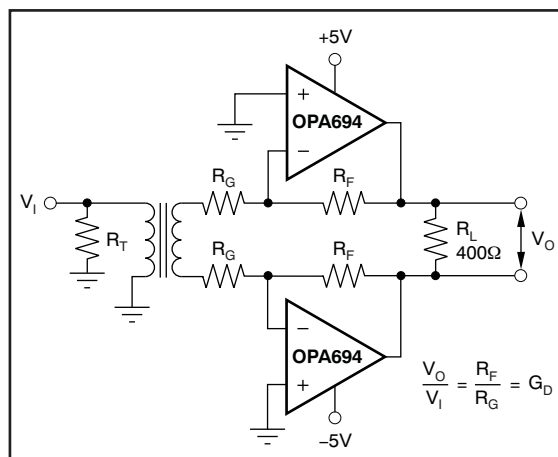 +5V
+
OPA694
−
R_G
R_F
V_I
R_T
R_L
400Ω
V_O
R_G
R_F
−
OPA694
+
V_O/V_I = R_F/R_G = G_D
−5V